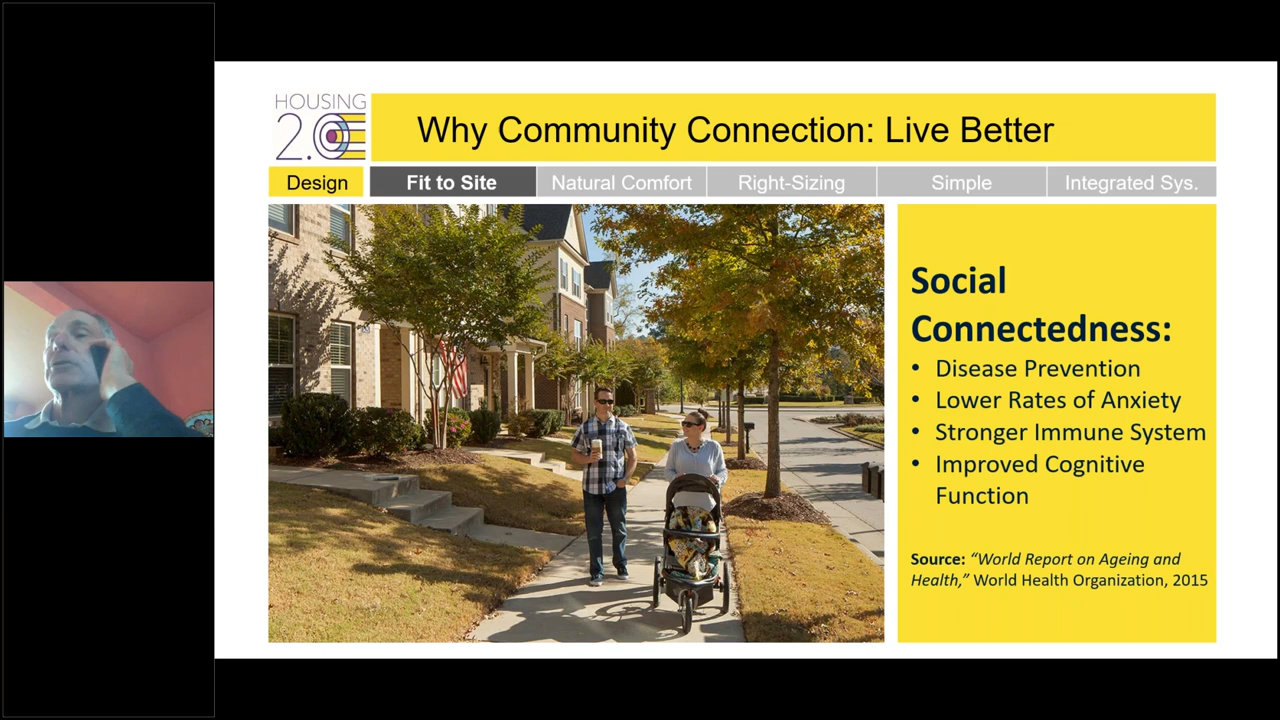 HOUSING
2.0
Why Community Connection: Live Better
Design
Fit to Site
Natural Comfort
Right-Sizing
Simple
Integrated Sys.
Social
Connectedness:
• Disease Prevention
• Lower Rates of Anxiety
• Stronger Immune System
• Improved Cognitive
Function
Source: “World Report on Ageing and
Health,” World Health Organization, 2015